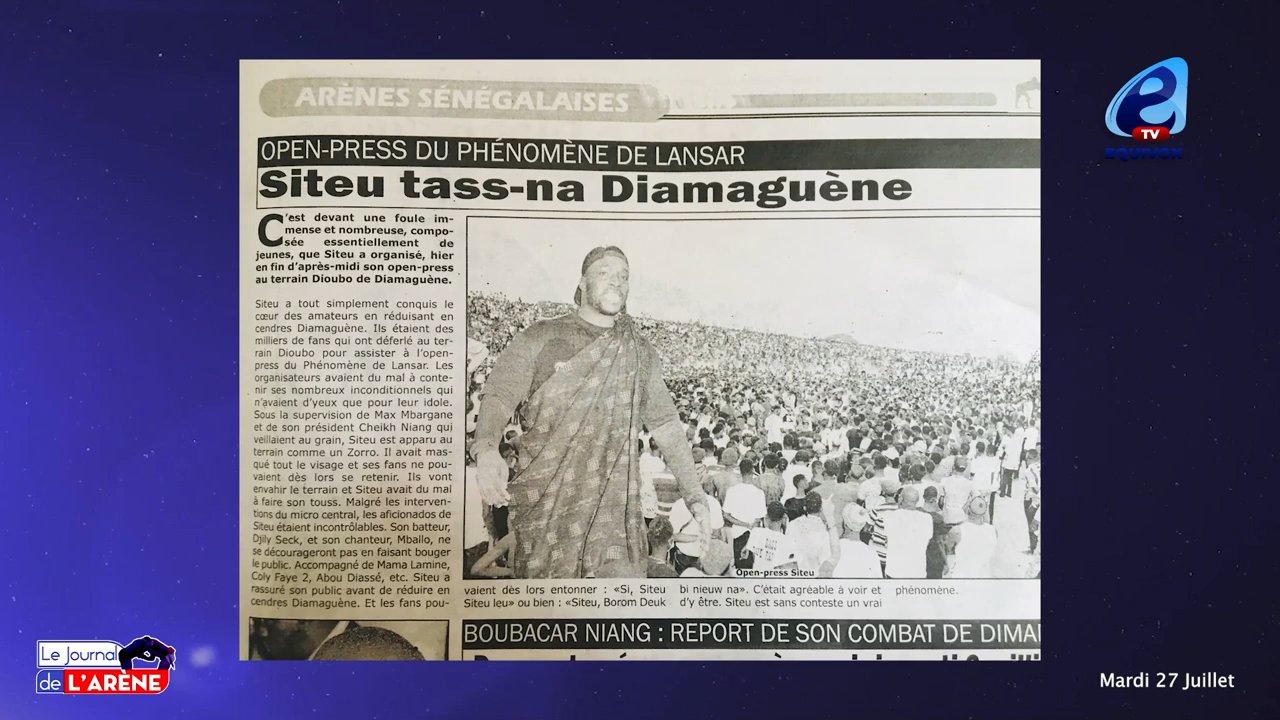 ARÈNES SÉNÉGALAISES
OPEN-PRESS DU PHÉNOMÈNE DE LANSAR
Siteu tass-na Diamaguène
C'est devant une foule im-
mense et nombreuse, compo-
sée essentiellement de
jeunes, que Siteu a organisé, hier
en fin d'après-midi son open-press
au terrain Dioubo de Diamaguène.
Siteu a tout simplement conquis le
cœur des amateurs en réduisant en
cendres Diamaguène. Ils étaient des
milliers de fans qui ont déferlé au ter-
rain Dioubo pour assister à l'open-
press du Phénomène de Lansar. Les
organisateurs avaient du mal à conte-
nir ses nombreux inconditionnels qui
n'avaient d'yeux que pour leur idole.
Sous la supervision de Max Mbargane
et de son président Cheikh Niang qui
veillaient au grain, Siteu est apparu au
terrain comme un Zorro. Il avait mas-
qué tout le visage et ses fans ne pou-
vaient dès lors se retenir. Ils vont
envahir le terrain et Siteu avait du mal
à faire son touss. Malgré les interven-
tions du micro central, les aficionados de
Siteu étaient incontrôlables. Son batteur,
Djily Seck, et son chanteur, Mballo, ne
se décourageront pas en faisant bouger
le public. Accompagné de Mama Lamine,
Coly Faye 2, Abou Diassé, etc. Siteu a
rassuré son public avant de réduire en
cendres Diamaguène. Et les fans pou-
Open-press Siteu
vaient dès lors entonner : «Si, Siteu
Siteu leu» ou bien : «Siteu, Borom Deuk
bi nieuw na». C'était agréable à voir et
d'y être. Siteu est sans conteste un vrai
phénomène.
BOUBACAR NIANG : REPORT DE SON COMBAT DE DIMA
e
TV
EQUIVOX
Le Journal
de L'ARÈNE
Mardi 27 Juillet